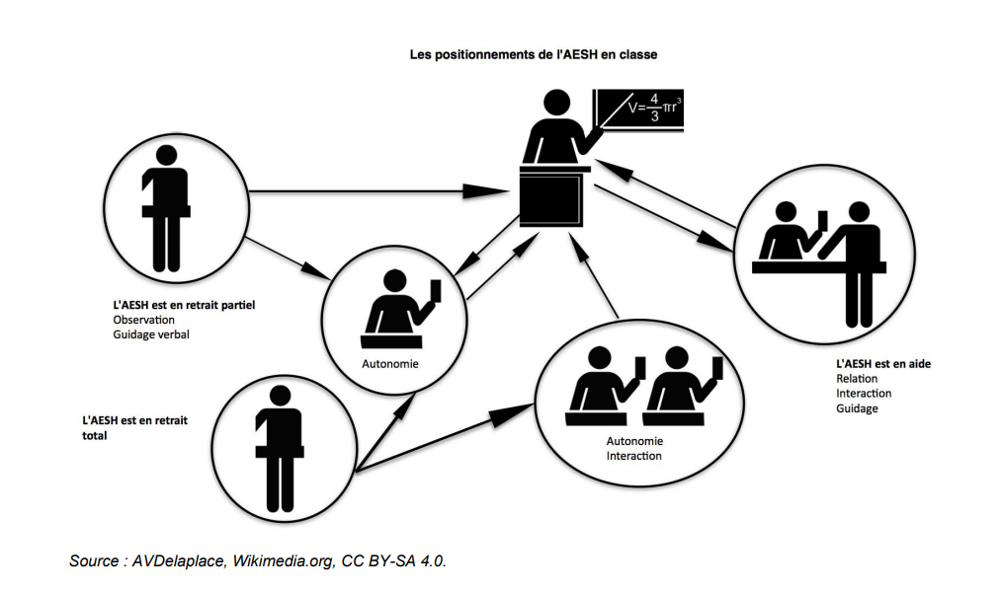 Les positionnements de l'AESH en classe
V=4/3πr³
L'AESH est en retrait partiel
Observation
Guidage verbal
Autonomie
L'AESH est en aide
Relation
Interaction
Guidage
L'AESH est en retrait
total
Autonomie
Interaction
Source : AVDelaplace, Wikimedia.org, CC BY-SA 4.0.